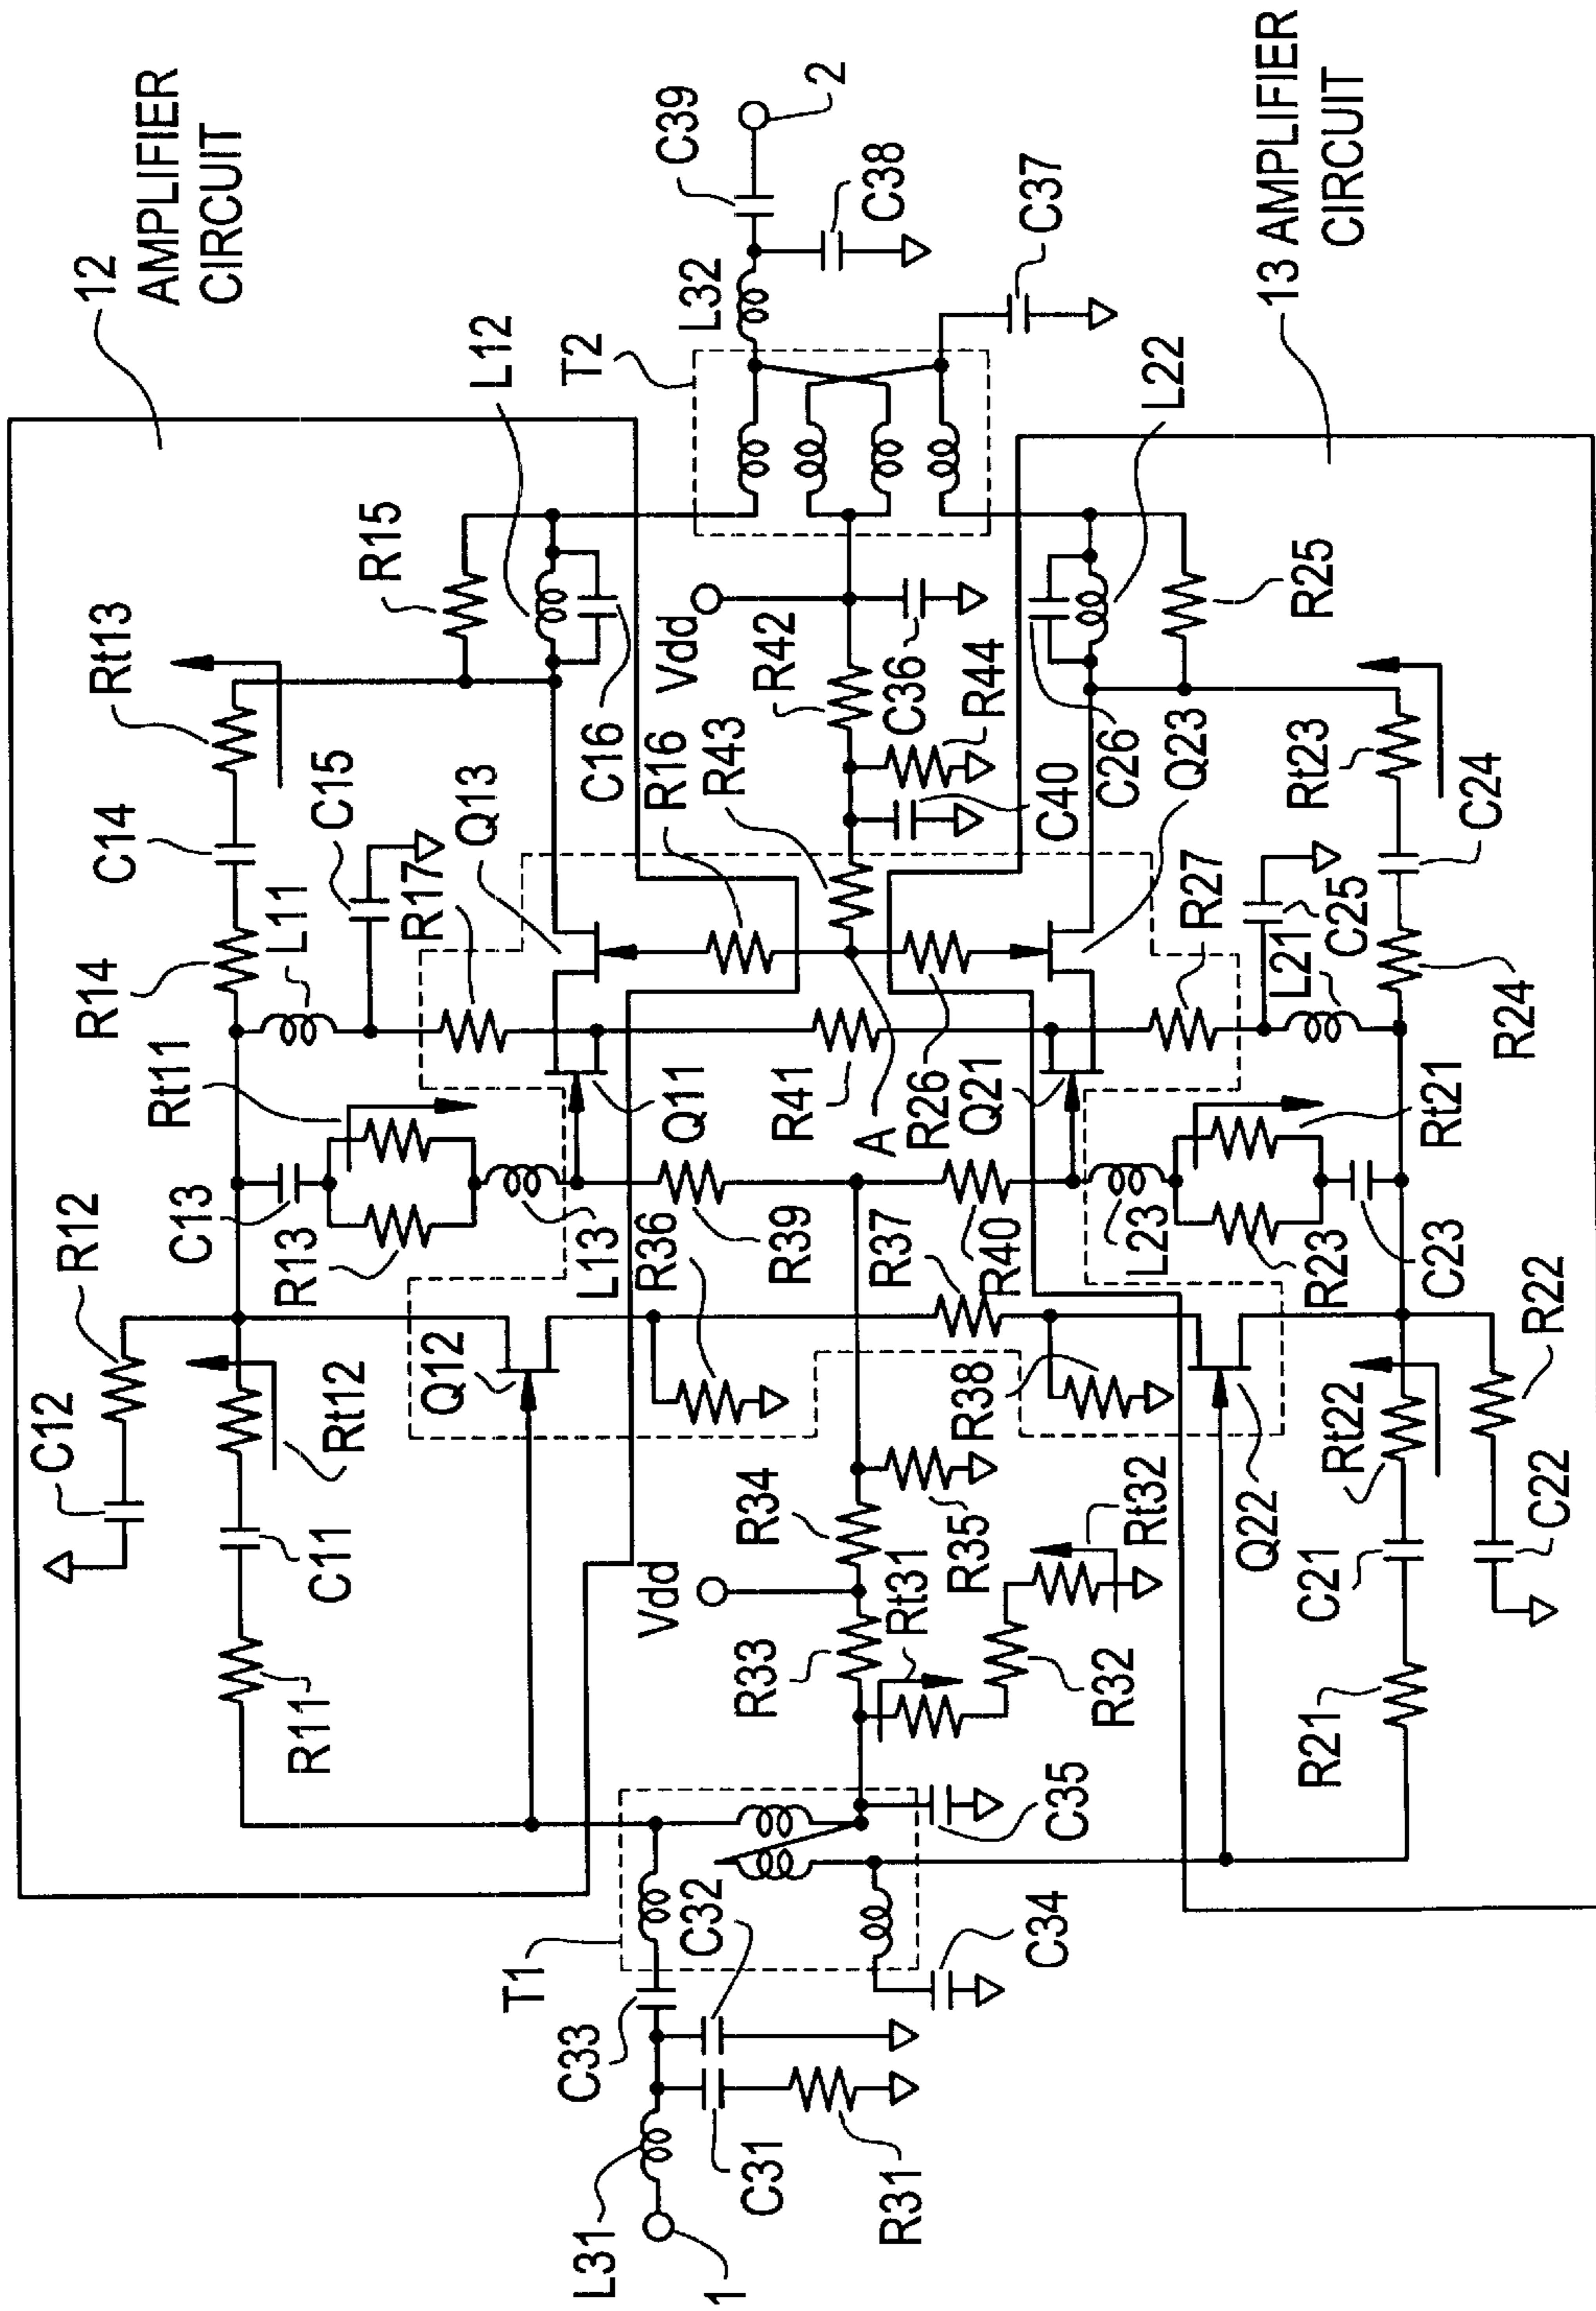 12
AMPLIFIER
CIRCUIT
C12
R12
C13
Rt11
R14
C14
Rt13
R15
L12
C15
L11
R17
Q13
R16
R43
C16
R13
L13
Q11
Rt12
C11
R11
Q12
R36
R39
R41
A
R26
R37
R40
Q21
R27
Vdd
R42
C36
R44
C40
C26
Q23
T2
L32
C39
2
C38
C37
L22
R25
13 AMPLIFIER
CIRCUIT
Rt23
C24
C25
L21
R24
Rt21
L23
R23
C23
R22
Rt22
C22
C21
R21
Q22
R38
Rt32
R35
R34
Vdd
Rt31
R33
R32
C35
C34
T1
C32
C33
C31
R31
L31
1